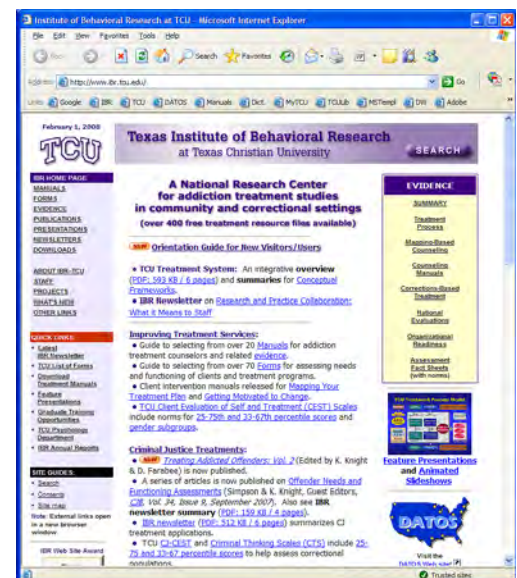 Institute of Behavioral Research at TCU - Microsoft Internet Explorer
File Edit View Favorites Tools Help
Search Favorites
Address http://www.ibr.tcu.edu/ Go
Links Google IBR TCU DATOS Manuals Dict. MyTCU TCULib MSTempl DW Adobe
February 1, 2008
TCU
IBR HOME PAGE
MANUALS
FORMS
EVIDENCE
PUBLICATIONS
PRESENTATIONS
NEWSLETTERS
DOWNLOADS
ABOUT IBR-TCU
STAFF
PROJECTS
WHAT'S NEW
OTHER LINKS
QUICK LINKS:
• Latest
IBR Newsletter
• TCU List of Forms
• Download
Treatment Manuals
• Feature
Presentations
• Graduate Training
Opportunities
• TCU Psychology
Department
• IBR Annual Reports
SITE GUIDES:
• Search
• Contents
• Site map
Note: External links open
in a new browser
window
IBR Web Site Award
Texas Institute of Behavioral Research
at Texas Christian University
SEARCH
A National Research Center
for addiction treatment studies
in community and correctional settings
(over 400 free treatment resource files available)
Orientation Guide for New Visitors/Users
• TCU Treatment System: An integrative overview
(PDF: 593 KB / 6 pages) and summaries for Conceptual
Frameworks.
• IBR Newsletter on Research and Practice Collaboration:
What it Means to Staff
Improving Treatment Services:
• Guide to selecting from over 20 Manuals for addiction
treatment counselors and related evidence.
• Guide to selecting from over 70 Forms for assessing needs
and functioning of clients and treatment programs.
• Client intervention manuals released for Mapping Your
Treatment Plan and Getting Motivated to Change.
• TCU Client Evaluation of Self and Treatment (CEST) Scales
include norms for 25-75th and 33-67th percentile scores and
gender subgroups.
Criminal Justice Treatments:
• Treating Addicted Offenders: Vol. 2 (Edited by K. Knight
& D. Farabee) is now published.
• A series of articles is now published on Offender Needs and
Functioning Assessments (Simpson & K. Knight, Guest Editors,
CJB, Vol. 34, Issue 9, September 2007). Also see IBR
newsletter summary (PDF: 159 KB / 4 pages).
• IBR newsletter (PDF: 512 KB / 6 pages) summarizes CJ
treatment applications.
• TCU CJ-CEST and Criminal Thinking Scales (CTS) include 25-
75 and 33-67 percentile scores to help assess correctional
populations.
EVIDENCE
SUMMARY
Treatment
Process
Mapping-Based
Counseling
Counseling
Manuals
Corrections-Based
Treatment
National
Evaluations
Organizational
Readiness
Assessment
Fact Sheets
(with norms)
Feature Presentations
and Animated
Slideshows
DATOS
Visit the
DATOS Web site!
Trusted sites